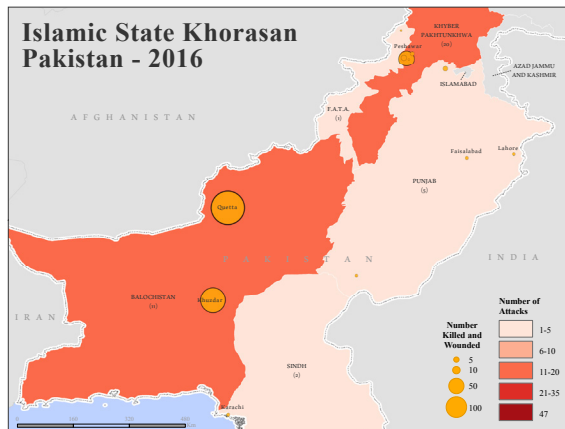 Islamic State Khorasan
Pakistan - 2016
KHYBER
PAKHTUNKHWA
Peshawar
AZAD JAMMU
AND KASHMIR
ISLAMABAD
F.A.T.A.
(1)
AFGHANISTAN
Lahore
Faisalabad
PUNJAB
(5)
Quetta
PAKISTAN
INDIA
BALOCHISTAN
(11)
Khuzdar
IRAN
SINDH
(2)
Karachi
Number
Killed and
Wounded
5
10
50
100
Number of
Attacks
1-5
6-10
11-20
21-35
47